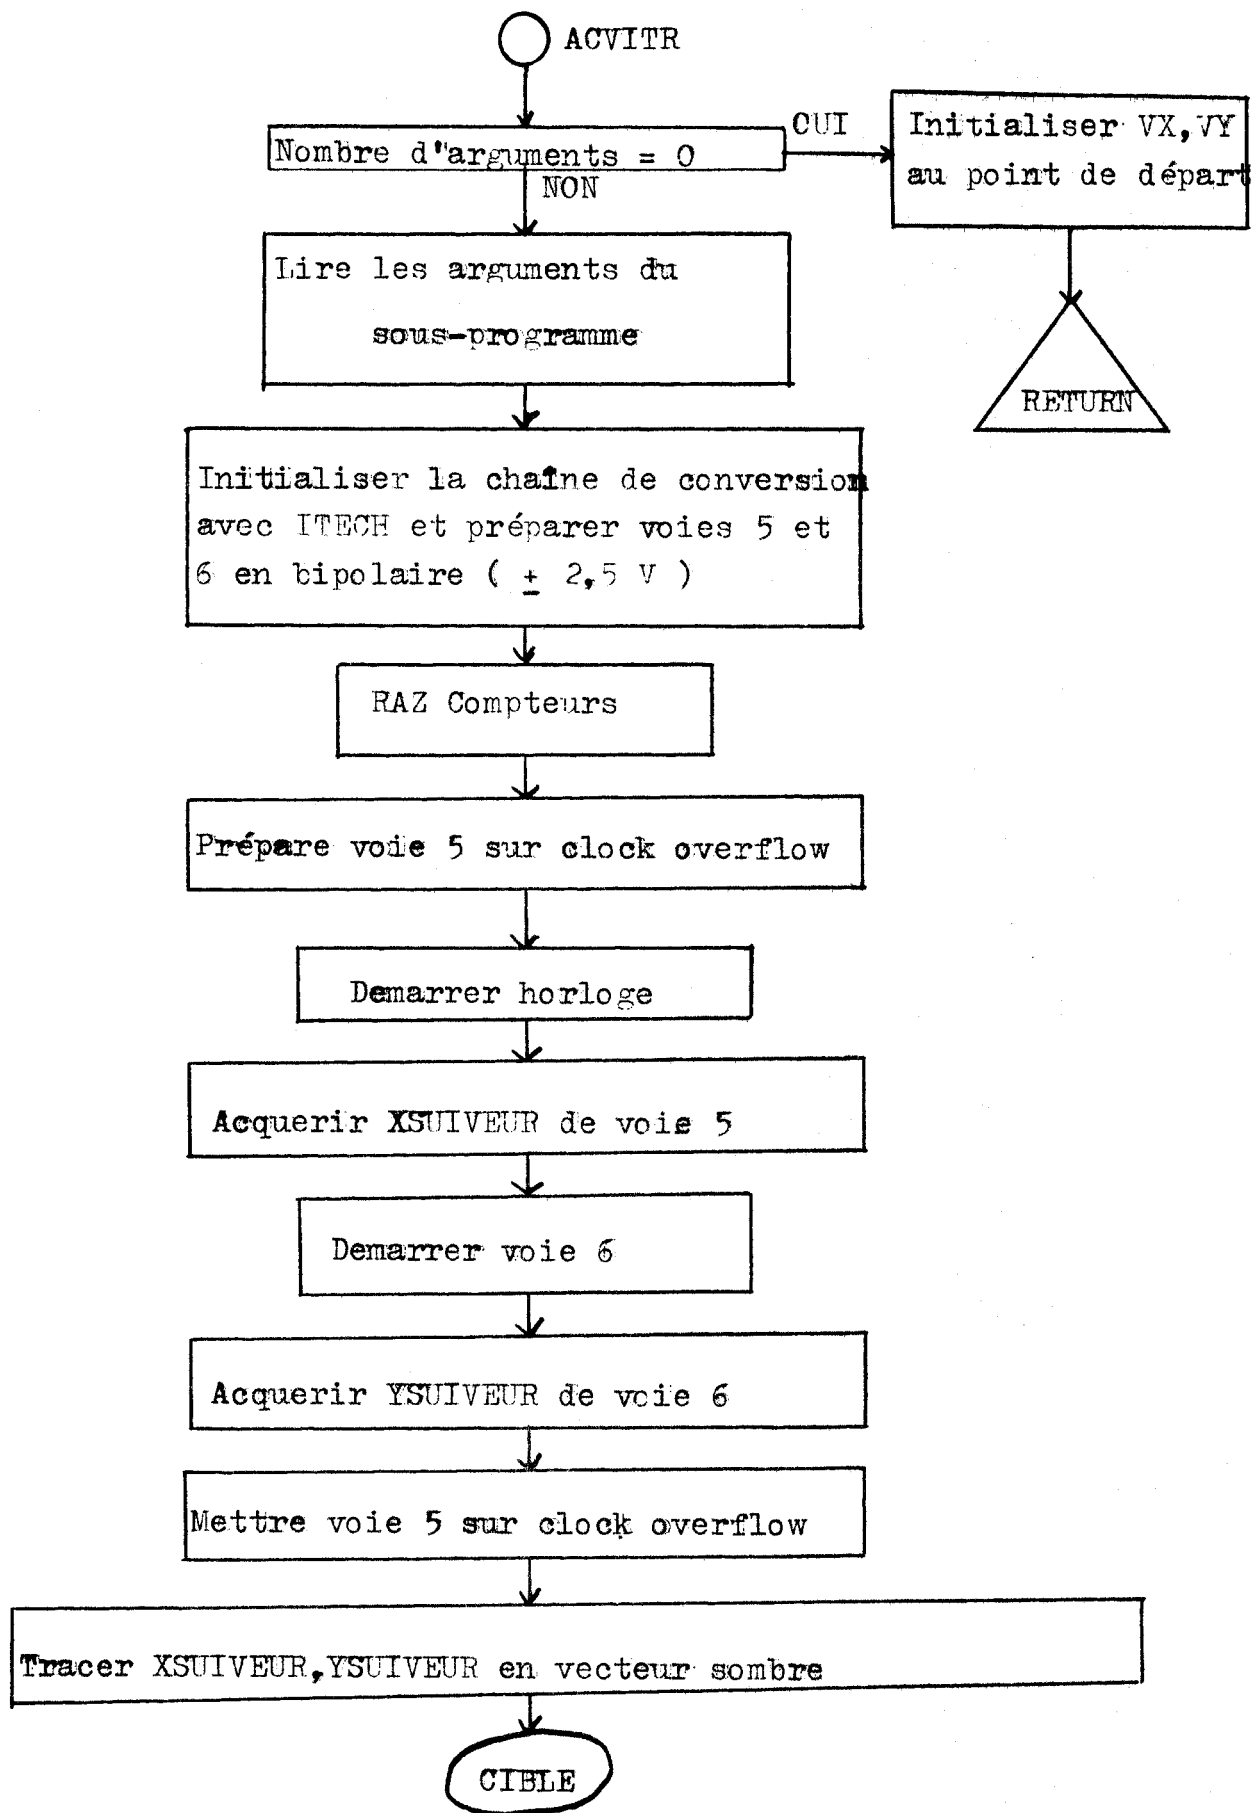 ACVITR
Nombre d'arguments = 0
OUI
NON
Initialiser VX,VY
au point de départ
RETURN
Lire les arguments du
sous-programme
Initialiser la chaîne de conversion
avec ITECH et préparer voies 5 et
6 en bipolaire ( ± 2,5 V )
RAZ Compteurs
Prépare voie 5 sur clock overflow
Demarrer horloge
Acquerir XSUIVEUR de voie 5
Demarrer voie 6
Acquerir YSUIVEUR de voie 6
Mettre voie 5 sur clock overflow
Tracer XSUIVEUR,YSUIVEUR en vecteur sombre
CIBLE